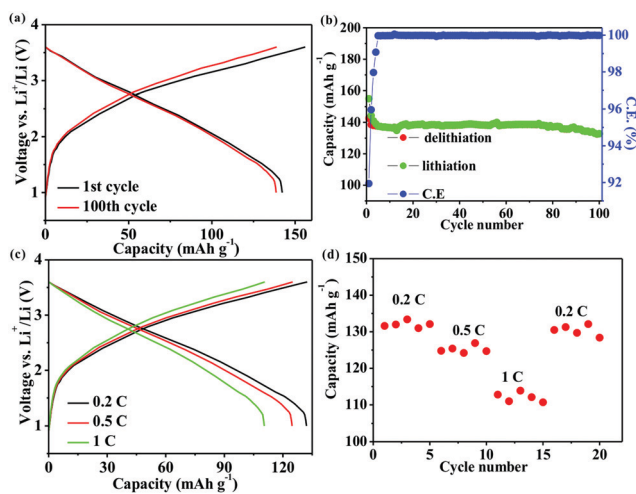 (a)
Voltage vs. Li+/Li (V)
3
2
1
1st cycle
100th cycle
0 50 100 150
Capacity (mAh g-1)
(b)
Capacity (mAh g-1)
200
180
160
140
120
100
delithiation
lithiation
C.E
100
98
96
94
92
C.E. (%)
0 20 40 60 80 100
Cycle number
(c)
Voltage vs. Li+/Li (V)
4
3
2
1
0.2 C
0.5 C
1 C
0 30 60 90 120
Capacity (mAh g-1)
(d)
Capacity (mAh g-1)
150
140
130
120
110
100
0.2 C
0.5 C
1 C
0.2 C
0 5 10 15 20
Cycle number